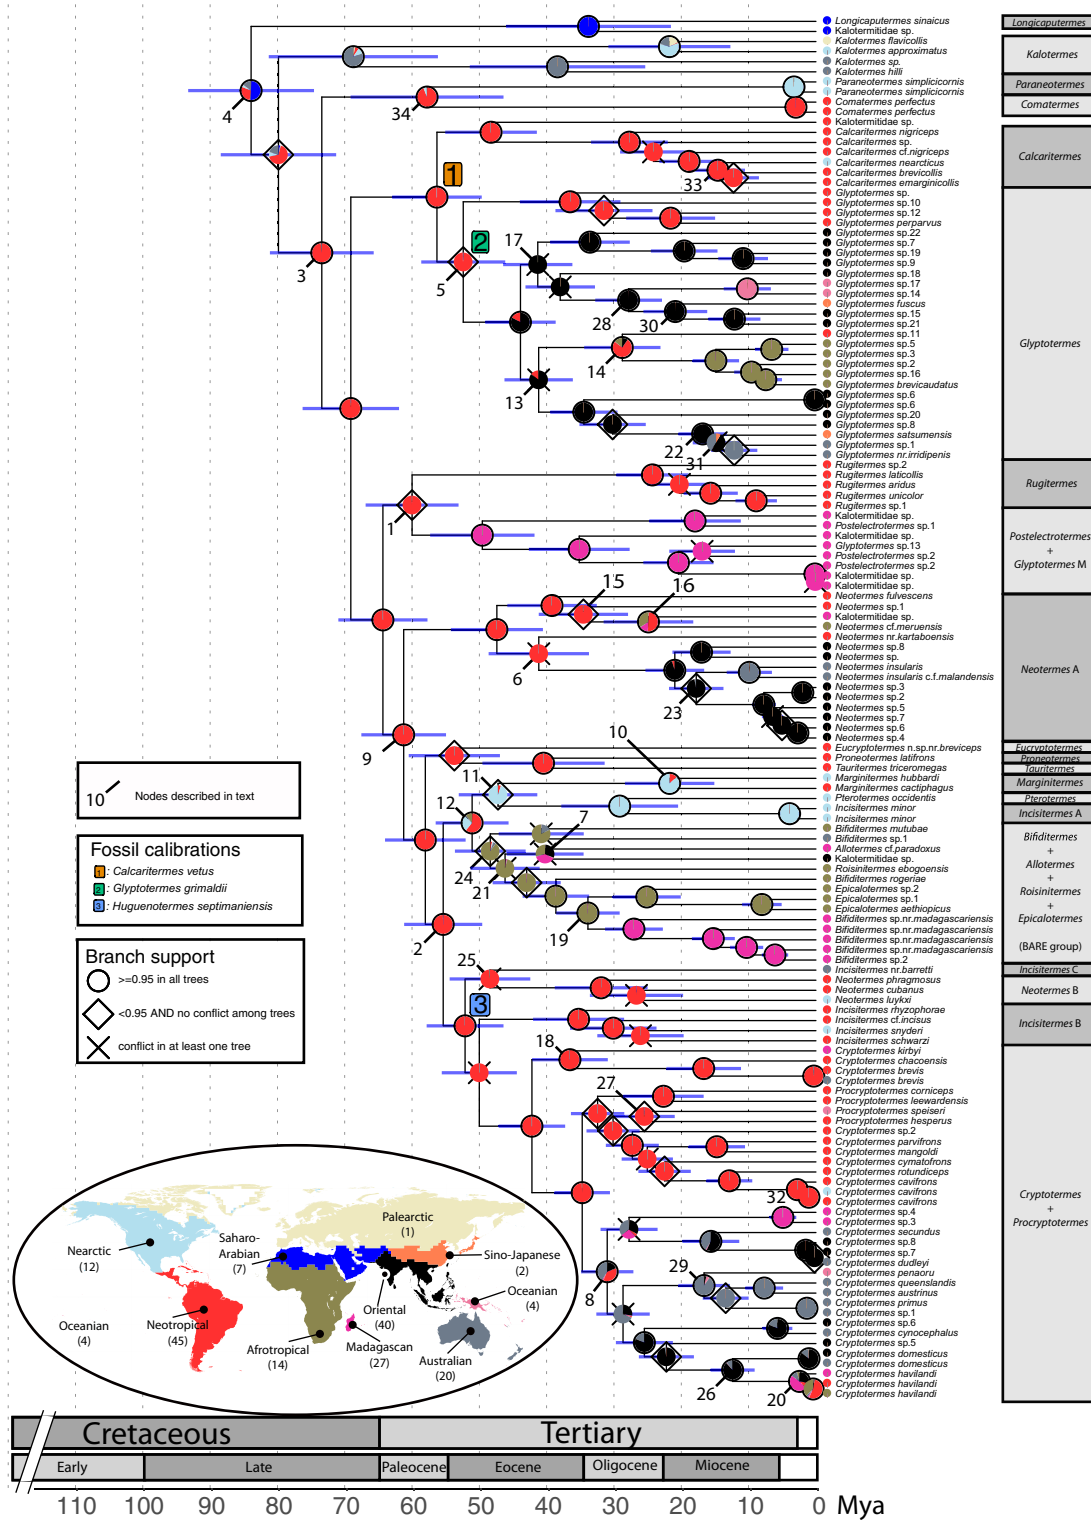 Longicaputermes sinaicus
Kalotermitidae sp.
Kalotermes flavicollis
Kalotermes approximatus
Kalotermes sp.
Kalotermes hilli
Paraneotermes simplicicornis
Paraneotermes simplicicornis
Comatermes perfectus
Comatermes perfectus
Kalotermitidae sp.
Calcaritermes nigriceps
Calcaritermes sp.
Calcaritermes cf.nigriceps
Calcaritermes nearcticus
Calcaritermes brevicollis
Calcaritermes emarginicollis
Glyptotermes sp.
Glyptotermes sp.10
Glyptotermes sp.12
Glyptotermes perparvus
Glyptotermes sp.22
Glyptotermes sp.7
Glyptotermes sp.19
Glyptotermes sp.9
Glyptotermes sp.18
Glyptotermes sp.17
Glyptotermes sp.14
Glyptotermes fuscus
Glyptotermes sp.15
Glyptotermes sp.21
Glyptotermes sp.11
Glyptotermes sp.5
Glyptotermes sp.3
Glyptotermes sp.2
Glyptotermes sp.16
Glyptotermes brevicaudatus
Glyptotermes sp.6
Glyptotermes sp.6
Glyptotermes sp.20
Glyptotermes sp.8
Glyptotermes satsumensis
Glyptotermes sp.1
Glyptotermes nr.irridipenis
Rugitermes sp.2
Rugitermes laticollis
Rugitermes aridus
Rugitermes unicolor
Rugitermes sp.1
Kalotermitidae sp.
Postelectrotermes sp.1
Kalotermitidae sp.
Glyptotermes sp.13
Postelectrotermes sp.2
Postelectrotermes sp.2
Kalotermitidae sp.
Kalotermitidae sp.
Neotermes fulvescens
Neotermes sp.1
Kalotermitidae sp.
Neotermes cf.meruensis
Neotermes nr.kartaboensis
Neotermes sp.8
Neotermes sp.
Neotermes insularis
Neotermes insularis c.f.malandensis
Neotermes sp.3
Neotermes sp.2
Neotermes sp.5
Neotermes sp.7
Neotermes sp.6
Neotermes sp.4
Eucryptotermes n.sp.nr.breviceps
Proneotermes latifrons
Tauritermes triceromegas
Marginitermes hubbardi
Marginitermes cactiphagus
Pterotermes occidentis
Incisitermes minor
Incisitermes minor
Bifiditermes mutubae
Bifiditermes sp.1
Allotermes cf.paradoxus
Kalotermitidae sp.
Roisinitermes ebogoensis
Bifiditermes rogeriae
Epicalotermes sp.2
Epicalotermes sp.1
Epicalotermes aethiopicus
Bifiditermes sp.nr.madagascariensis
Bifiditermes sp.nr.madagascariensis
Bifiditermes sp.nr.madagascariensis
Bifiditermes sp.nr.madagascariensis
Bifiditermes sp.2
Incisitermes nr.barretti
Neotermes phragmosus
Neotermes cubanus
Neotermes luykxi
Incisitermes rhyzophorae
Incisitermes cf.incisus
Incisitermes snyderi
Incisitermes schwarzi
Cryptotermes kirbyi
Cryptotermes chacoensis
Cryptotermes brevis
Cryptotermes brevis
Procryptotermes corniceps
Procryptotermes leewardensis
Procryptotermes speiseri
Procryptotermes hesperus
Cryptotermes sp.2
Cryptotermes parvifrons
Cryptotermes mangoldi
Cryptotermes cymatofrons
Cryptotermes rotundiceps
Cryptotermes cavifrons
Cryptotermes cavifrons
Cryptotermes cavifrons
Cryptotermes sp.4
Cryptotermes sp.3
Cryptotermes secundus
Cryptotermes sp.8
Cryptotermes sp.7
Cryptotermes dudleyi
Cryptotermes penaoru
Cryptotermes queenslandis
Cryptotermes austrinus
Cryptotermes primus
Cryptotermes sp.1
Cryptotermes sp.6
Cryptotermes cynocephalus
Cryptotermes sp.5
Cryptotermes domesticus
Cryptotermes domesticus
Cryptotermes havilandi
Cryptotermes havilandi
Cryptotermes havilandi
Longicaputermes
Kalotermes
Paraneotermes
Comatermes
Calcaritermes
Glyptotermes
Rugitermes
Postelectrotermes
+
Glyptotermes M
Neotermes A
Eucryptotermes
Proneotermes
Tauritermes
Marginitermes
Pterotermes
Incisitermes A
Bifiditermes
+
Allotermes
+
Roisinitermes
+
Epicalotermes
(BARE group)
Incisitermes C
Neotermes B
Incisitermes B
Cryptotermes
+
Procryptotermes
4
34
33
1
3
2
5
17
28
30
14
13
22
31
1
15
16
6
23
9
10
11
12
7
24
21
19
2
25
3
18
27
32
8
29
26
20
10 Nodes described in text
Fossil calibrations
1 : Calcaritermes vetus
2 : Glyptotermes grimaldii
3 : Huguenotermes septimaniensis
Branch support
>=0.95 in all trees
<0.95 AND no conflict among trees
conflict in at least one tree
Nearctic
(12)
Saharo-
Arabian
(7)
Palearctic
(1)
Sino-Japanese
(2)
Oceanian
(4)
Oriental
(40)
Neotropical
(45)
Oceanian
(4)
Afrotropical
(14)
Madagascan
(27)
Australian
(20)
Cretaceous
Tertiary
Early
Late
Paleocene
Eocene
Oligocene
Miocene
110 100 90 80 70 60 50 40 30 20 10 0 Mya